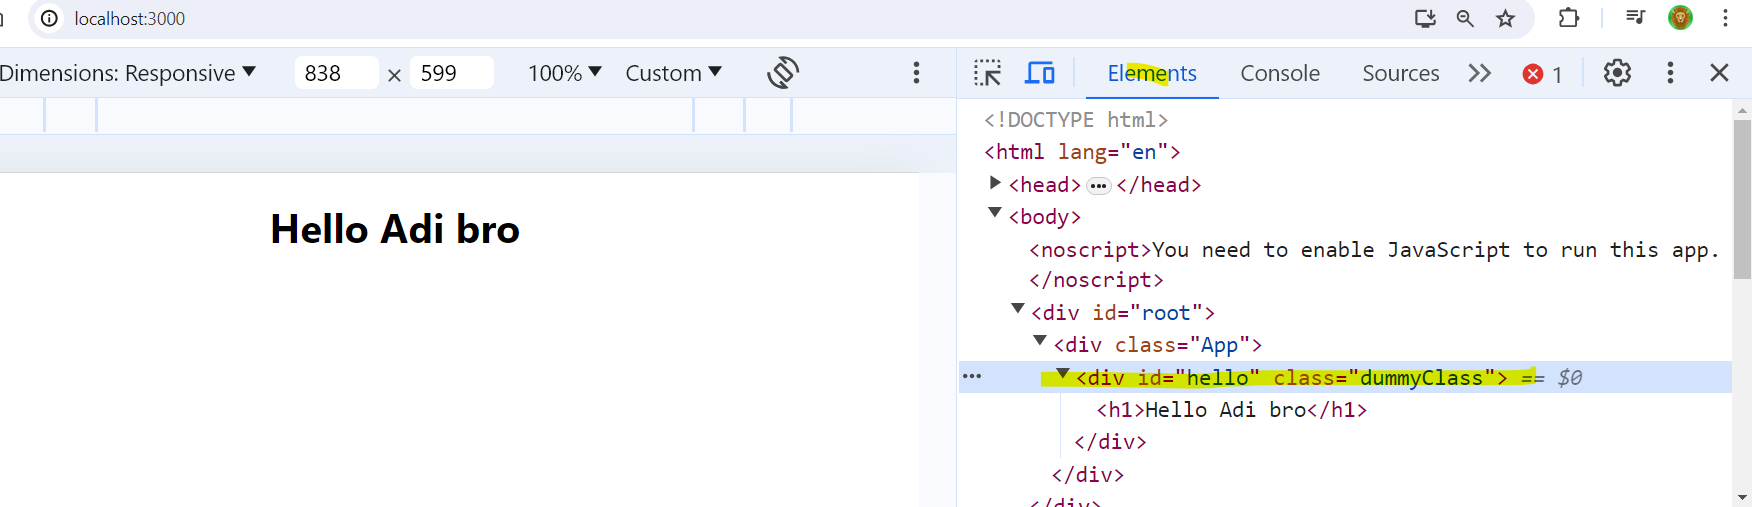 localhost:3000
Dimensions: Responsive 838 × 599 100% Custom
Elements Console Sources 1
<!DOCTYPE html>
<html lang="en">
<head> ••• </head>
<body>
<noscript>You need to enable JavaScript to run this app.
</noscript>
<div id="root">
<div class="App">
<div id="hello" class="dummyClass"> == $0
<h1>Hello Adi bro</h1>
</div>
</div>
</div>
Hello Adi bro